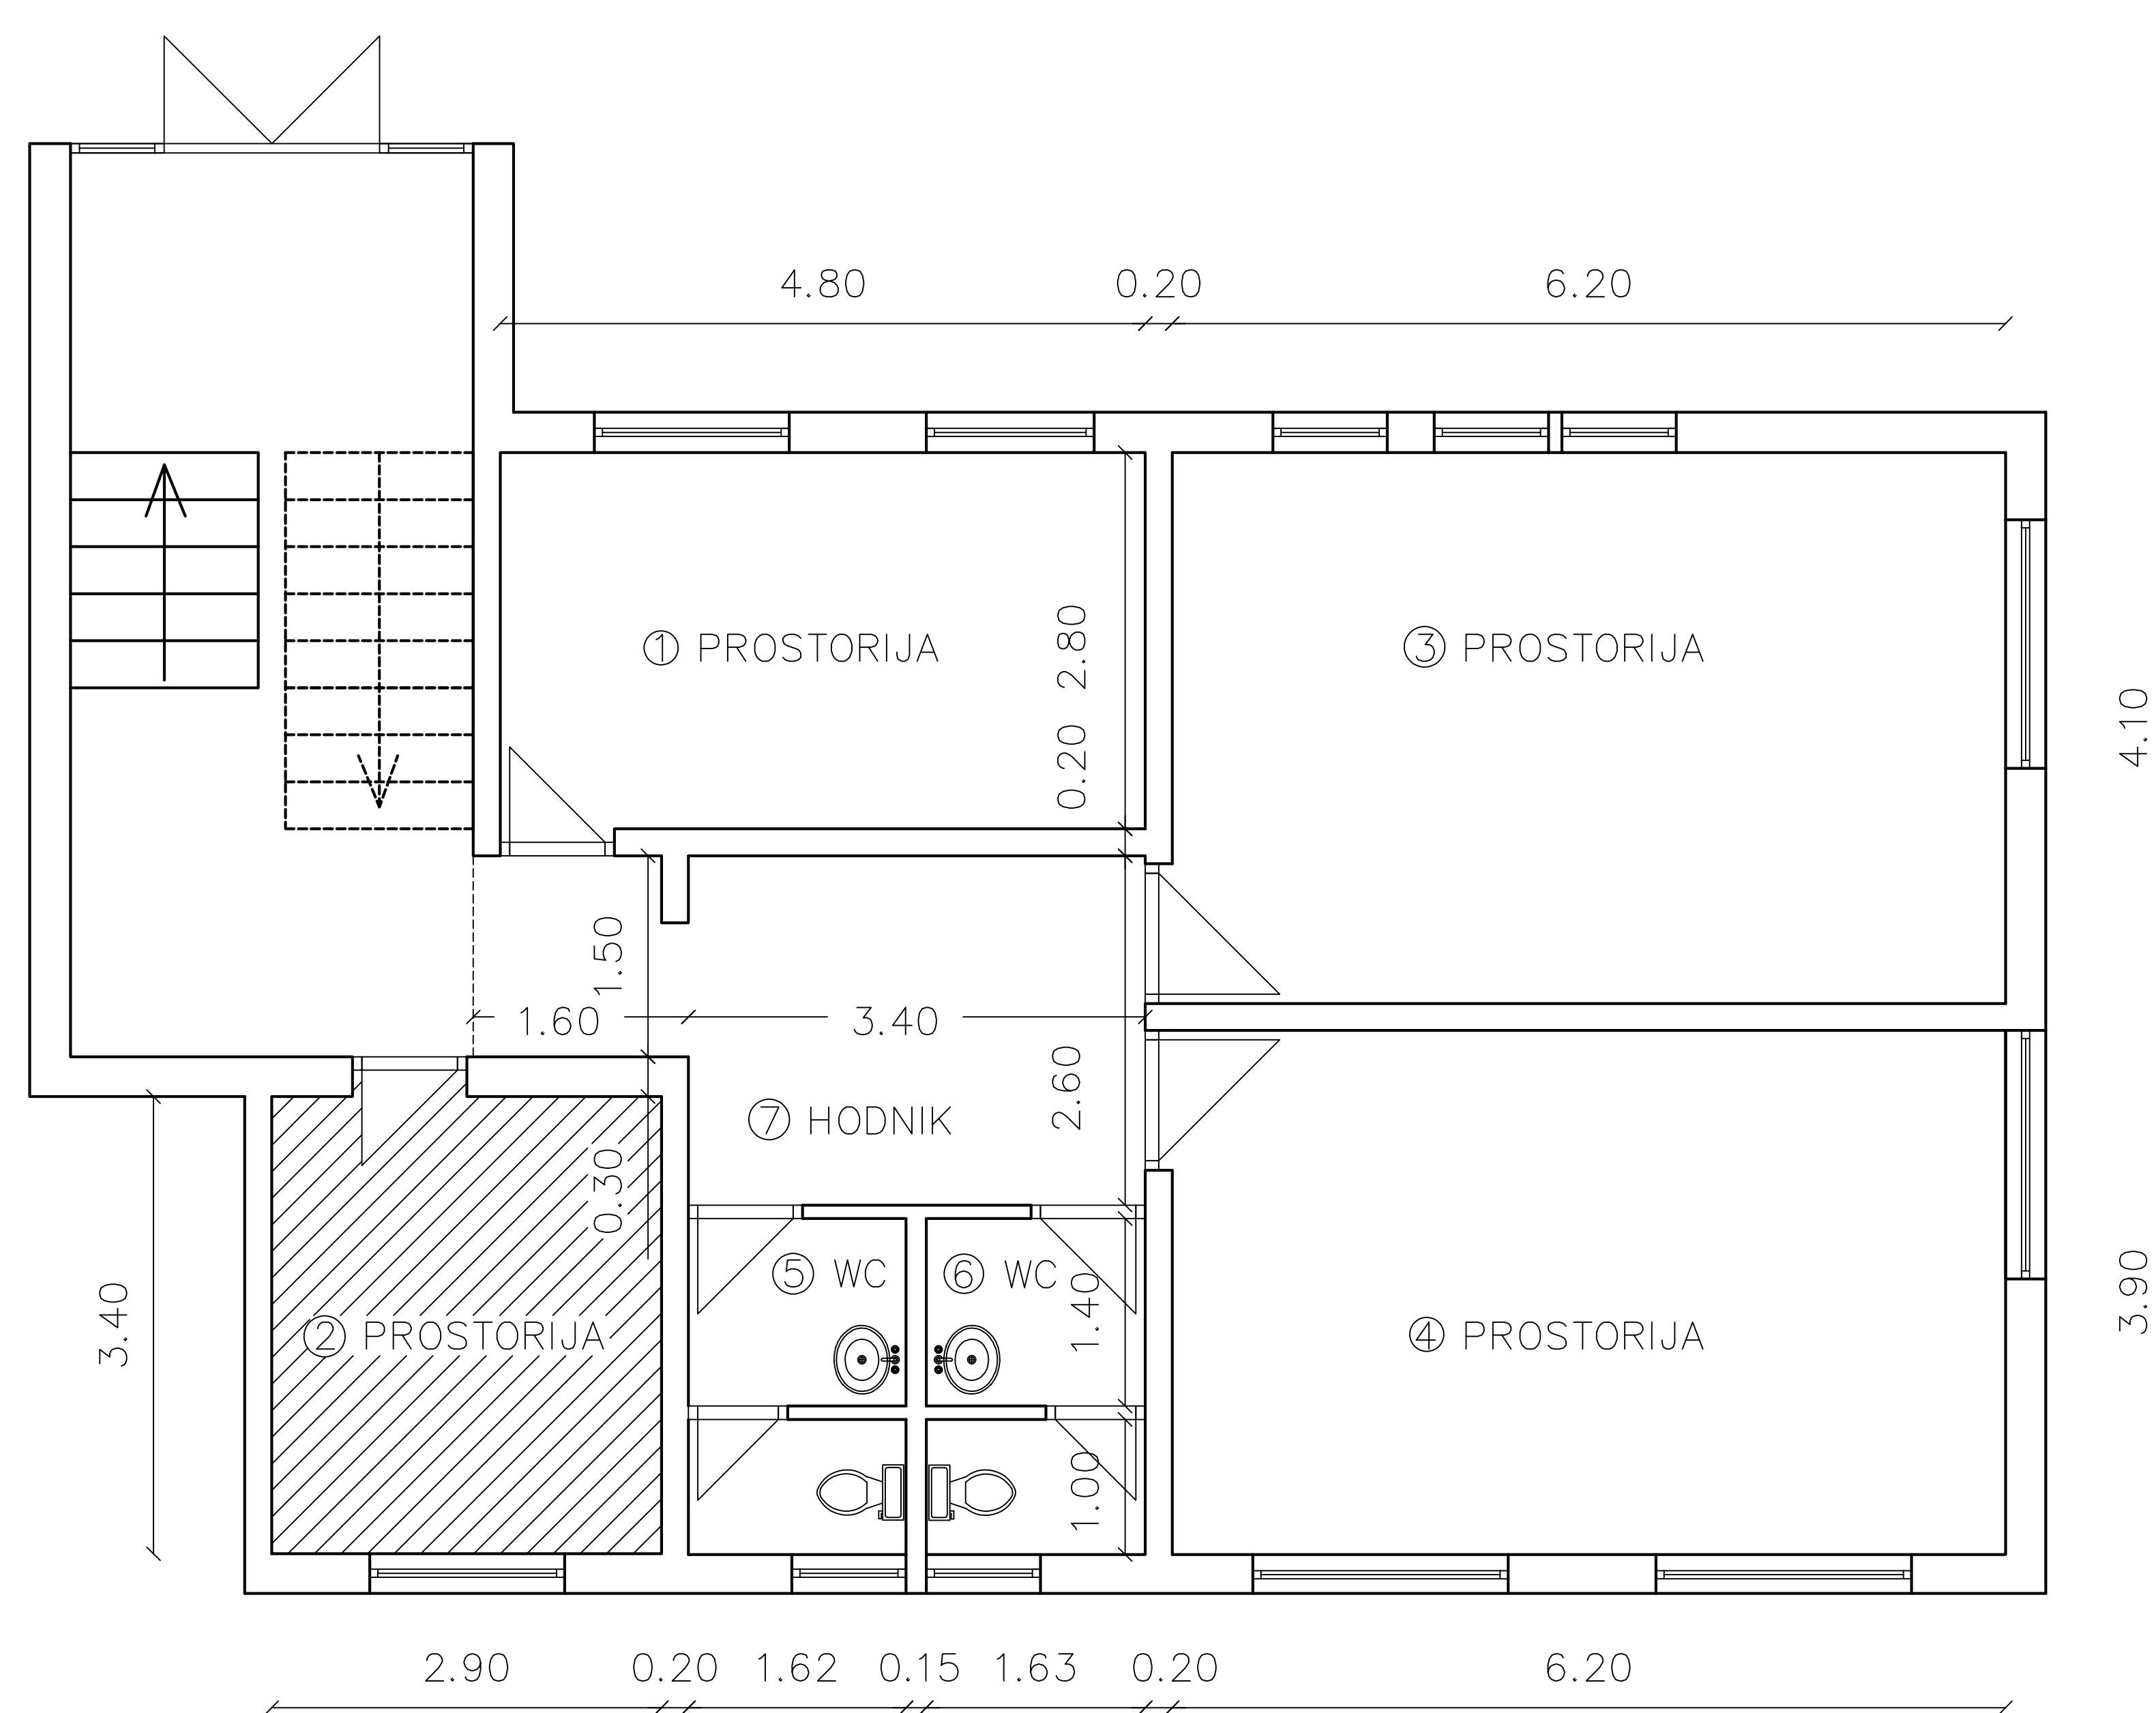 4.80 0.20 6.20
① PROSTORIJA
2.80
③ PROSTORIJA
4.10
0.20
1.50
1.60
3.40
2.60
⑦ HODNIK
0.30
⑤ WC
⑥ WC
1.40
3.40
② PROSTORIJA
④ PROSTORIJA
3.90
1.00
2.90 0.20 1.62 0.15 1.63 0.20 6.20